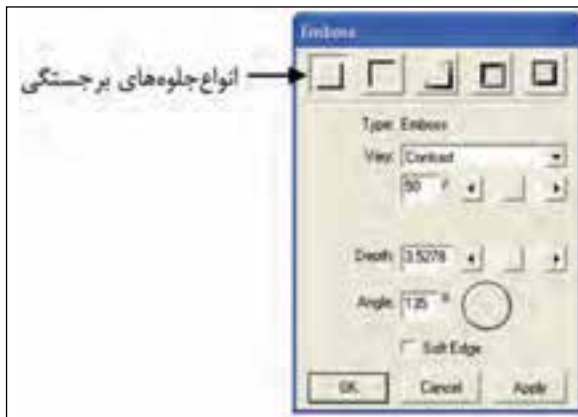 Emboss
انواع جلوه‌های برجستگی
Type: Emboss
Vary: Contrast
50
Depth: 3.5278
Angle: 135 °
Soft Edge
OK Cancel Apply